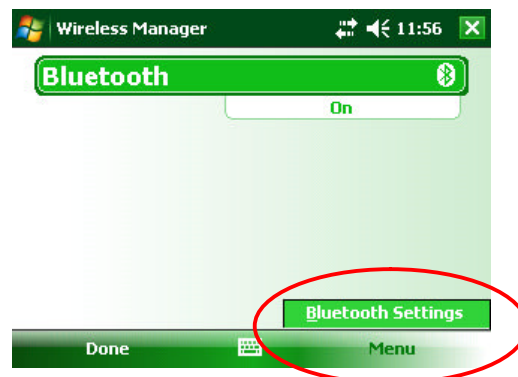 Wireless Manager 11:56
Bluetooth
On
Bluetooth Settings
Done Menu